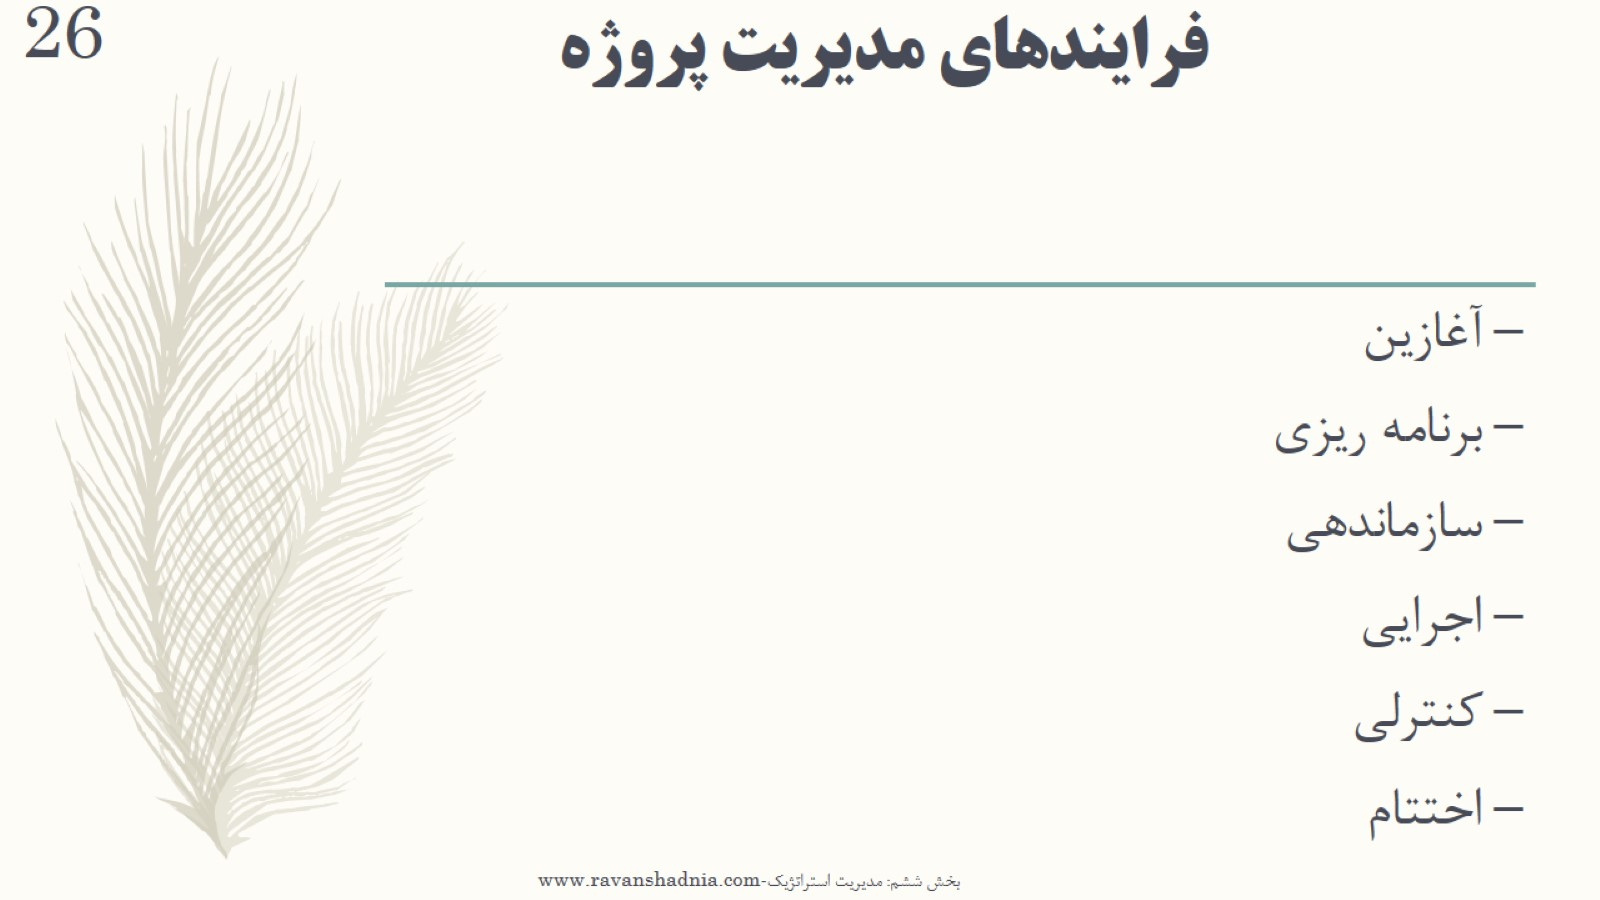 26
فرایندهای مدیریت پروژه
– آغازین
– برنامه ریزی
– سازماندهی
– اجرایی
– کنترلی
– اختتام
بخش ششم: مدیریت استراتژیک-www.ravanshadnia.com